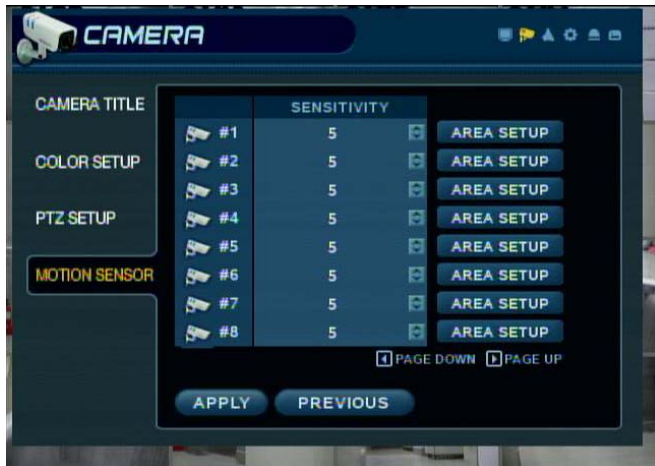 CAMERA
CAMERA TITLE
COLOR SETUP
PTZ SETUP
MOTION SENSOR
SENSITIVITY
#1 5 AREA SETUP
#2 5 AREA SETUP
#3 5 AREA SETUP
#4 5 AREA SETUP
#5 5 AREA SETUP
#6 5 AREA SETUP
#7 5 AREA SETUP
#8 5 AREA SETUP
PAGE DOWN PAGE UP
APPLY PREVIOUS